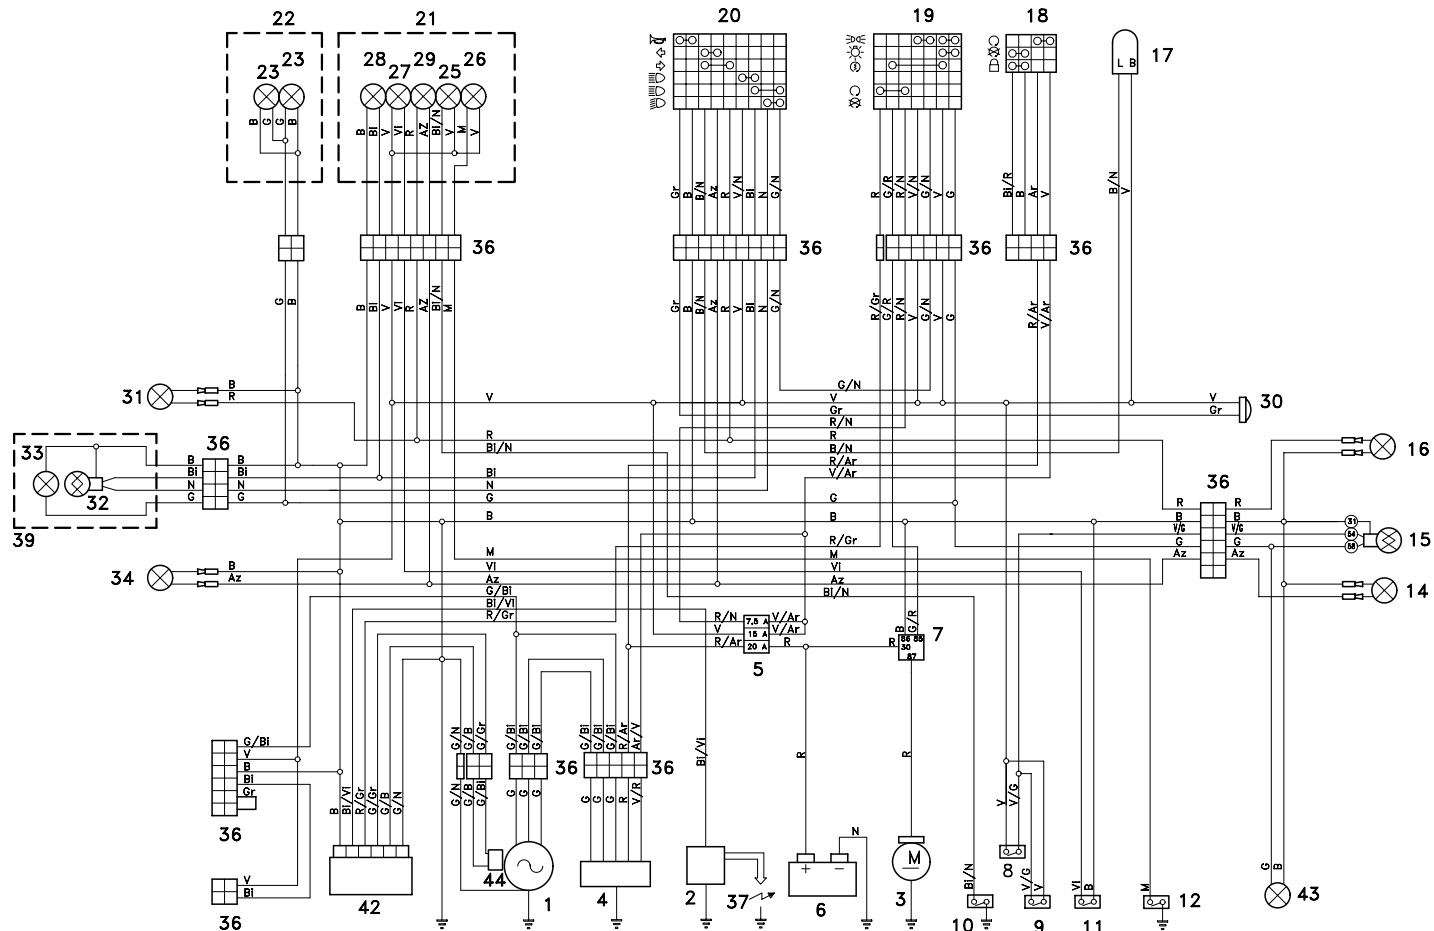 22 21 20 19 18
23 23 28 27 29 25 26
17
L B
B G G B
B Bi V Vi R AZ Bi/N V M V
Gr B B/N Az R V/N Bi N G/N
R G/R R/N V/N G/N V G
Bi/R B Ar V
B/N V
36 36 36 36
G B
B Bi V Vi R AZ Bi/N M
Gr B B/N Az R V Bi N G/N
R/Gr G/R R/N V G/N V G
R/Ar V/Ar
31 B
R
G/N
V V V
Gr Gr
30
R/N
R R
Bi/N B/N
R/Ar
V/Ar
33 32 39
36
B B
Bi Bi Bi
N N N
G G G G
B B
R/Gr
16
36
R R
B B
V/G V/G
G G
Az Az
31
54
58
15
14
34 B
Az
M M
Vi Vi
Az Az
G/Bi Bi/N
Bi/Vi
R/Gr
R/N 7,5 A V/Ar
V 15 A V/Ar
R/Ar 20 A R
5
B G/R
R 86 85
30
87
7
G/Bi
V
B
Bi
Gr
36
V
Bi
36
B Bi/Vi R/Gr G/Gr G/B G/N
42
G/N G/B G/Gr
G/N G/B G/Bi
44
G/Bi G/Bi G/Bi
36
G G G
1
G/Bi G/Bi G/Bi R/Ar Ar/V
36
G G G R V/R
4
Bi/Vi
2
37
R
N
+ −
6
R
M
3
Bi/N
10
V V/G
8
V/G V
9
Vi B
11
M
12
G B
43